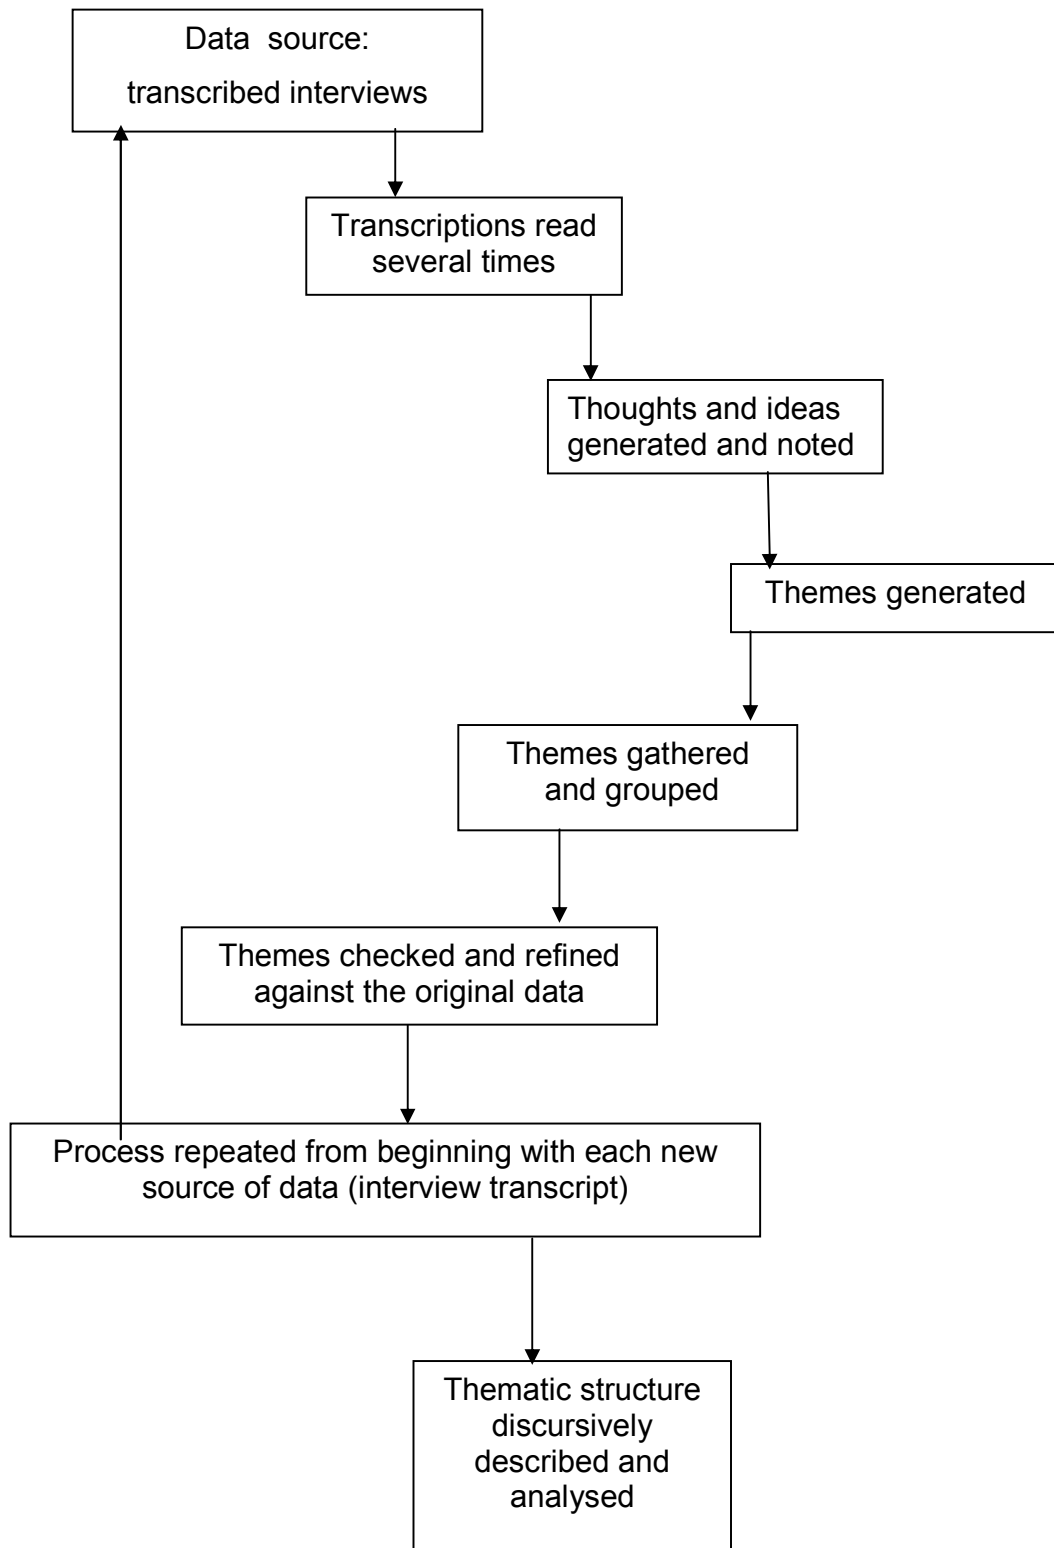 Data source:
transcribed interviews
Transcriptions read
several times
Thoughts and ideas
generated and noted
Themes generated
Themes gathered
and grouped
Themes checked and refined
against the original data
Process repeated from beginning with each new
source of data (interview transcript)
Thematic structure
discursively
described and
analysed